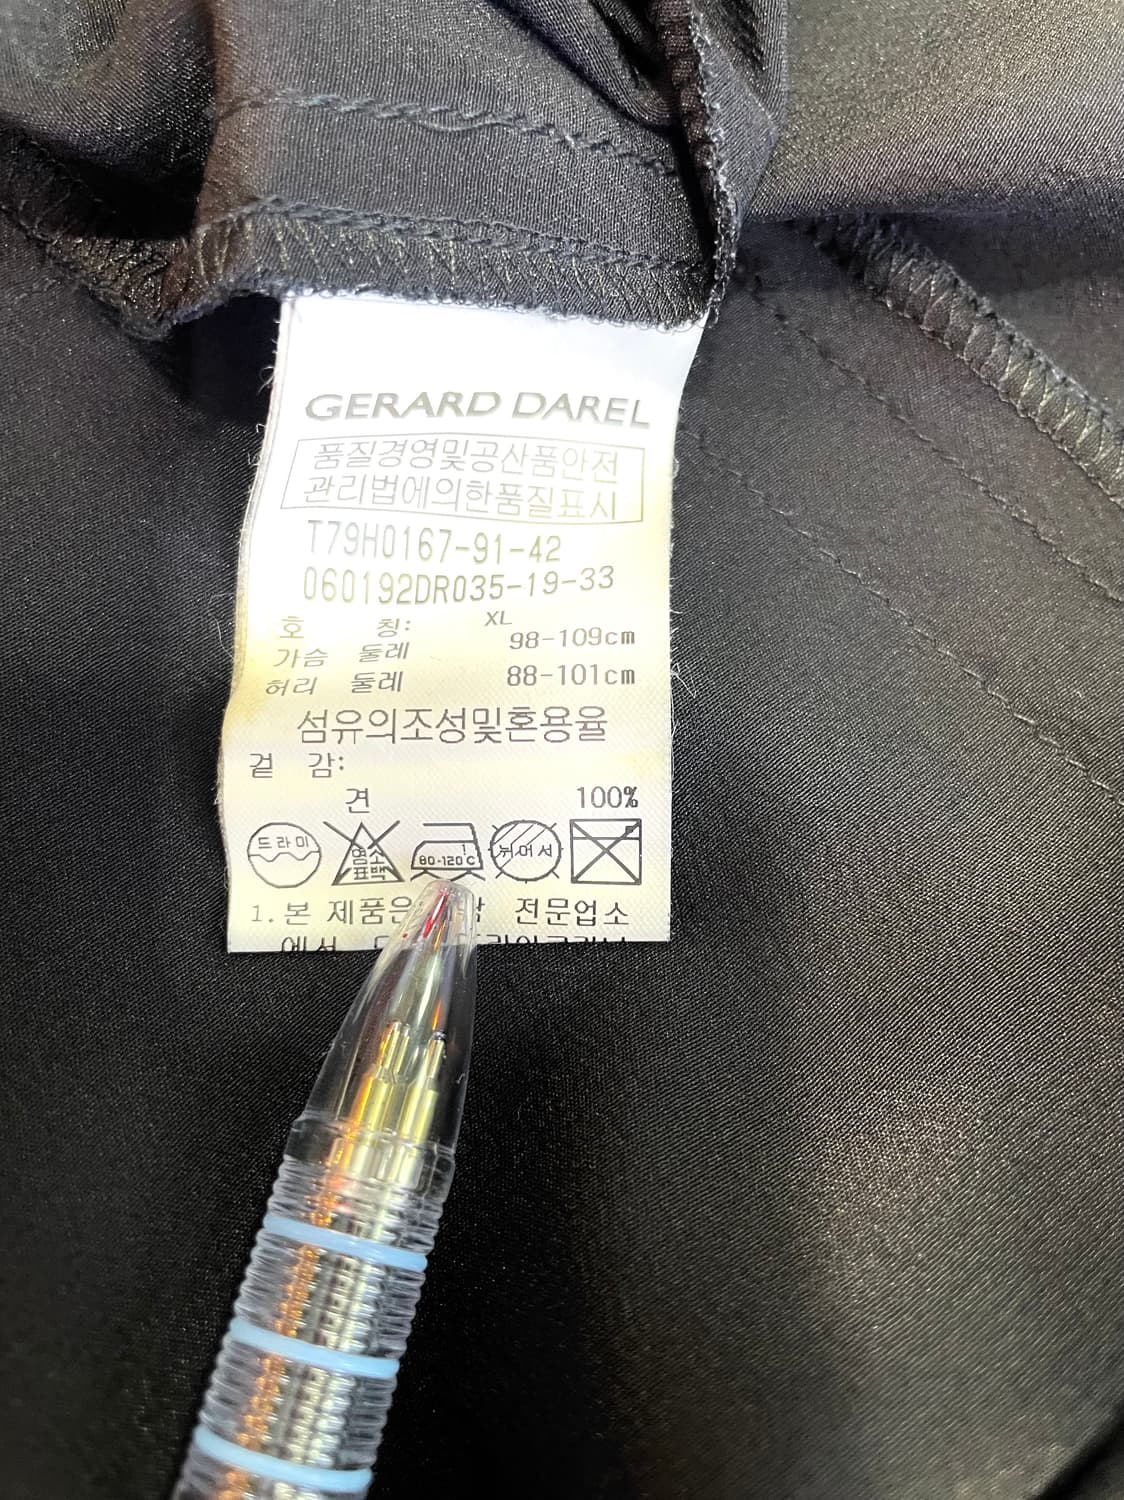 GERARD DAREL
품질경영및공산품안전
관리법에의한품질표시
T79H0167-91-42
060192DR035-19-33
호 칭: XL
가슴 둘레 98-109cm
허리 둘레 88-101cm
섬유의조성및혼용율
겉 감:
견 100%
드라이
염소
표백
80-120℃
1.본 제품은 전문업소
에서